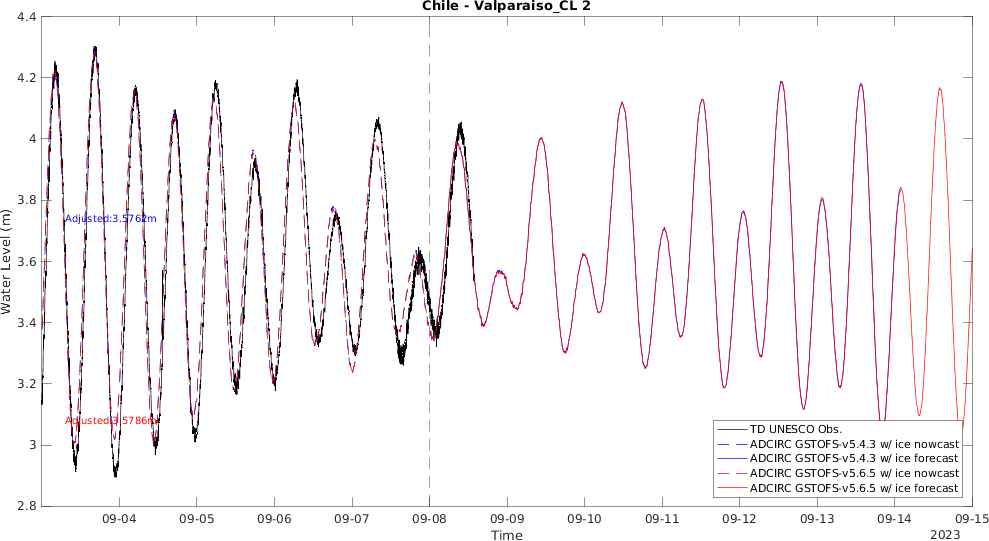 Chile - Valparaiso_CL 2
4.4
4.2
4
3.8
3.6
3.4
3.2
3
2.8
Water Level (m)
Adjusted:3.5762m
Adjusted:3.5786m
TD UNESCO Obs.
ADCIRC GSTOFS-v5.4.3 w/ ice nowcast
ADCIRC GSTOFS-v5.4.3 w/ ice forecast
ADCIRC GSTOFS-v5.6.5 w/ ice nowcast
ADCIRC GSTOFS-v5.6.5 w/ ice forecast
09-04 09-05 09-06 09-07 09-08 09-09 09-10 09-11 09-12 09-13 09-14 09-15
Time
2023